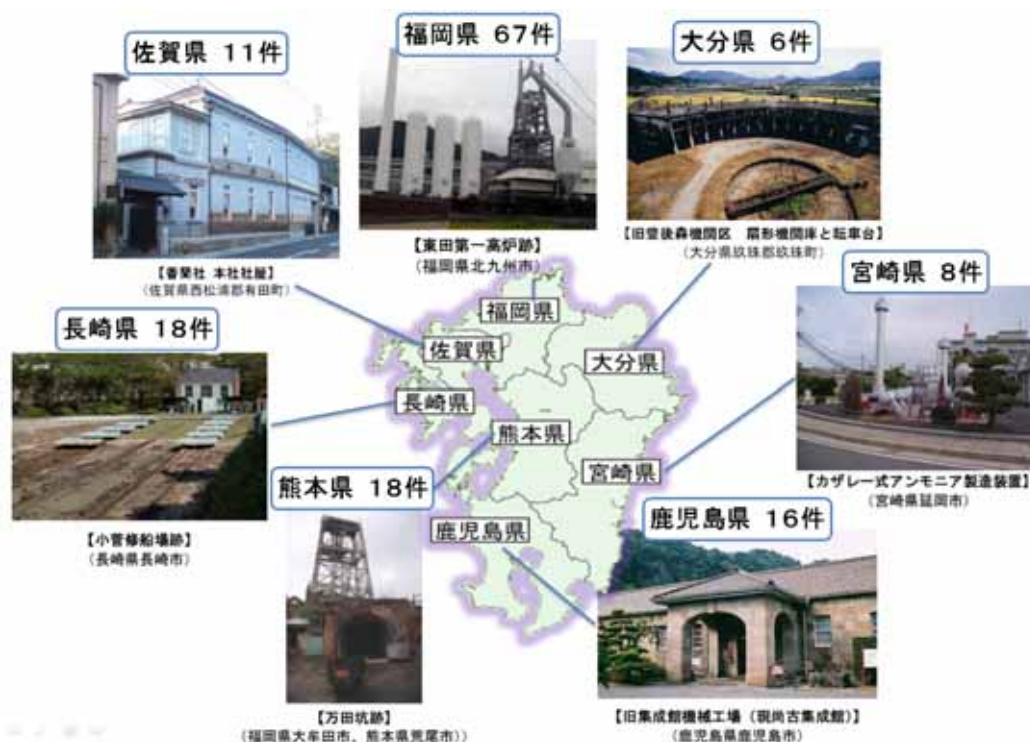 福岡県 67件
佐賀県 11件
大分県 6件
【東田第一高炉跡】
（福岡県北九州市）
【香蘭社 本社社屋】
（佐賀県西松浦郡有田町）
【旧豊後森機関区 扇形機関庫と転車台】
（大分県玖珠郡玖珠町）
宮崎県 8件
長崎県 18件
福岡県
佐賀県
大分県
長崎県
熊本県
宮崎県
鹿児島県
【カザレー式アンモニア製造装置】
（宮崎県延岡市）
熊本県 18件
鹿児島県 16件
【小菅修船場跡】
（長崎県長崎市）
【万田坑跡】
（福岡県大牟田市、熊本県荒尾市））
【旧集成館機械工場（現尚古集成館）】
（鹿児島県鹿児島市）